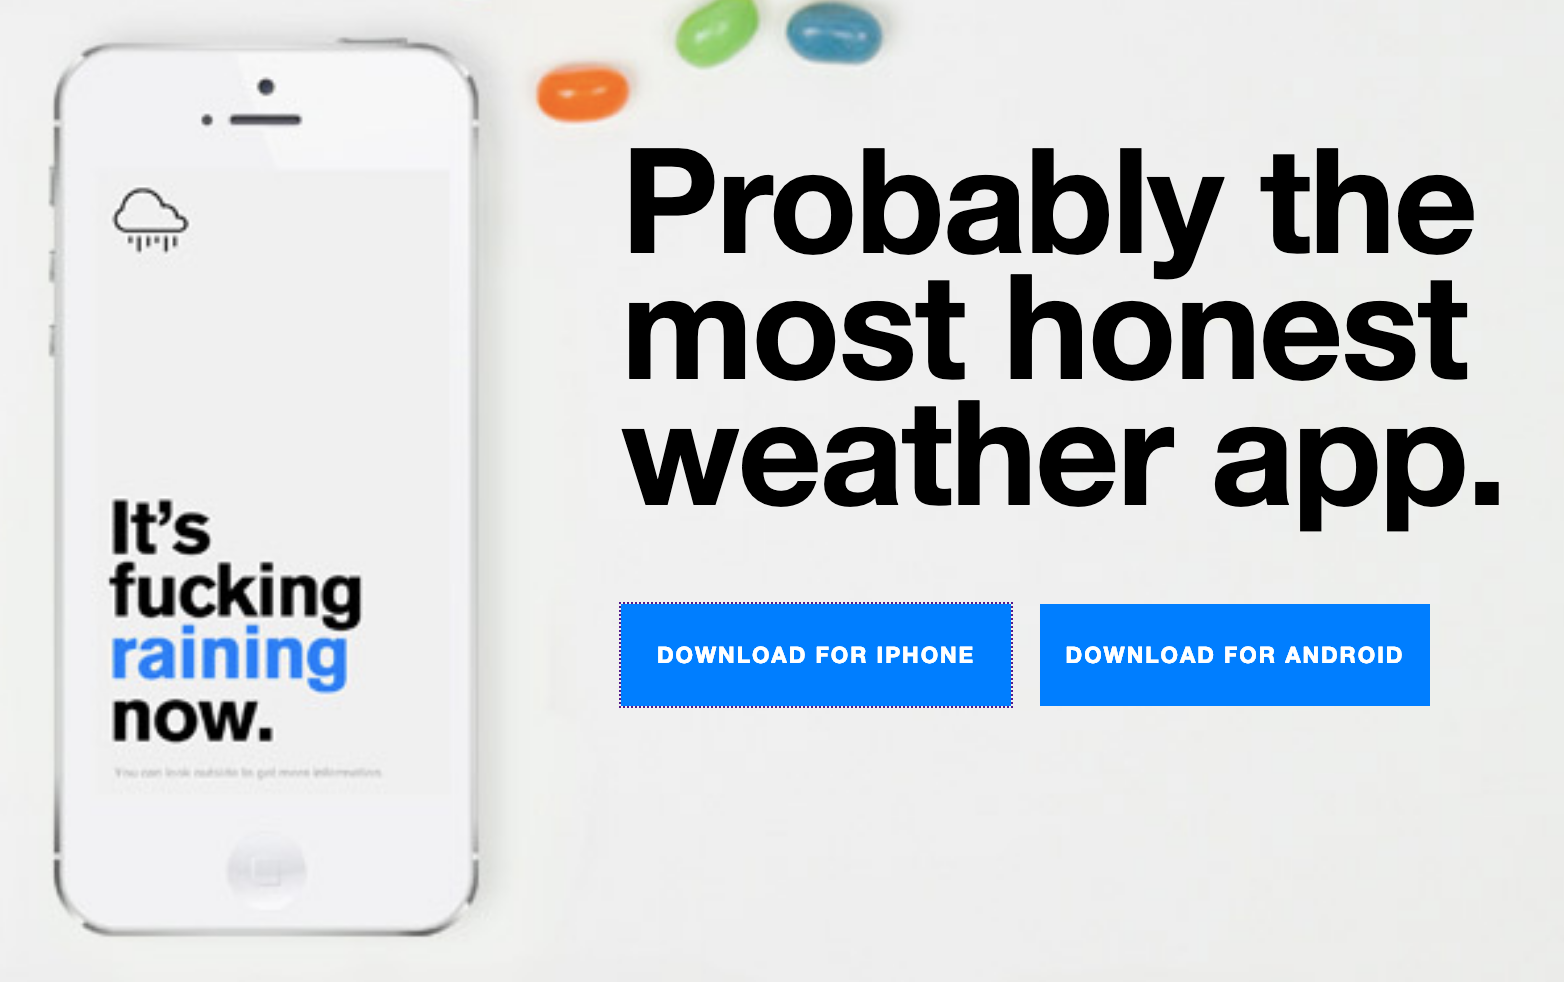 Probably the
most honest
weather app.
DOWNLOAD FOR IPHONE
DOWNLOAD FOR ANDROID
It’s
fucking
raining
now.
You can look outside to get more information.